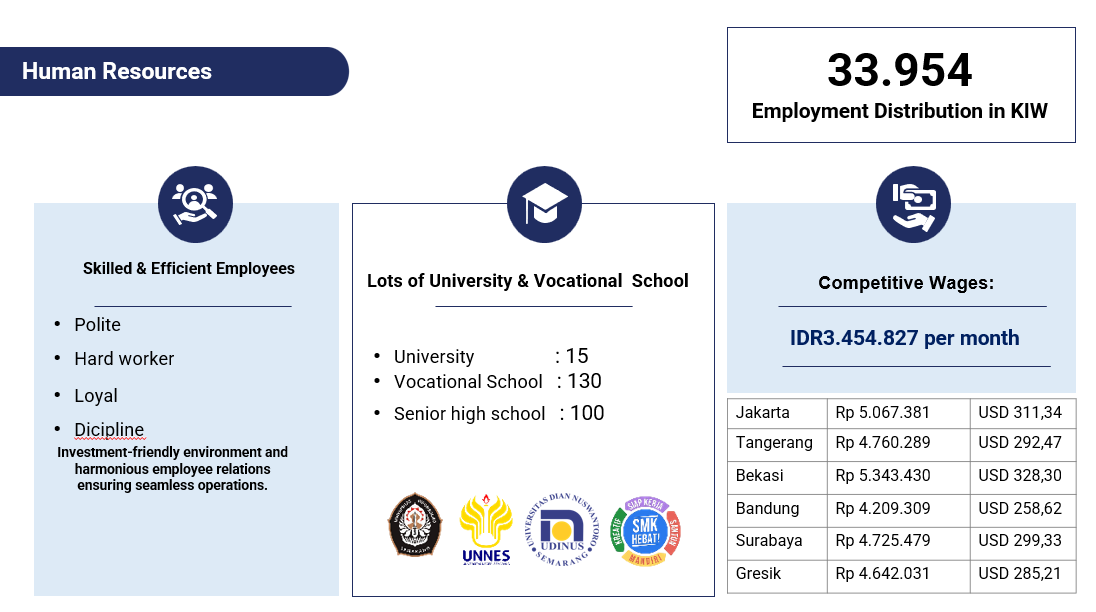 Human Resources
33.954
Employment Distribution in KIW
Skilled & Efficient Employees
• Polite
• Hard worker
• Loyal
• Dicipline
Investment-friendly environment and
harmonious employee relations
ensuring seamless operations.
Lots of University & Vocational School
• University : 15
• Vocational School : 130
• Senior high school : 100
UNNES
UNIVERSITAS DIAN NUSWANTORO
UDINUS
SEMARANG
SIAP KERJA
SANTUN
MANDIRI
KREATIF
SMK
HEBAT!
Competitive Wages:
IDR3.454.827 per month
Jakarta Rp 5.067.381 USD 311,34
Tangerang Rp 4.760.289 USD 292,47
Bekasi Rp 5.343.430 USD 328,30
Bandung Rp 4.209.309 USD 258,62
Surabaya Rp 4.725.479 USD 299,33
Gresik Rp 4.642.031 USD 285,21